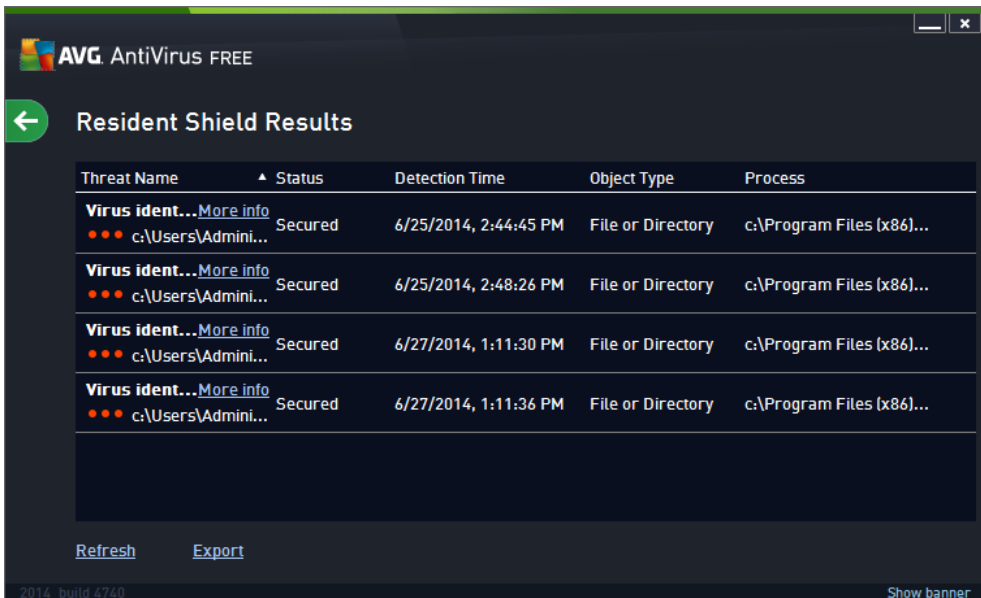 AVG. AntiVirus FREE
Resident Shield Results
Threat Name ▲ Status Detection Time Object Type Process
Virus ident...More info
c:\Users\Admini... Secured 6/25/2014, 2:44:45 PM File or Directory c:\Program Files (x86)...
Virus ident...More info
c:\Users\Admini... Secured 6/25/2014, 2:48:26 PM File or Directory c:\Program Files (x86)...
Virus ident...More info
c:\Users\Admini... Secured 6/27/2014, 1:11:30 PM File or Directory c:\Program Files (x86)...
Virus ident...More info
c:\Users\Admini... Secured 6/27/2014, 1:11:36 PM File or Directory c:\Program Files (x86)...
Refresh Export
2014 build 4740 Show banner